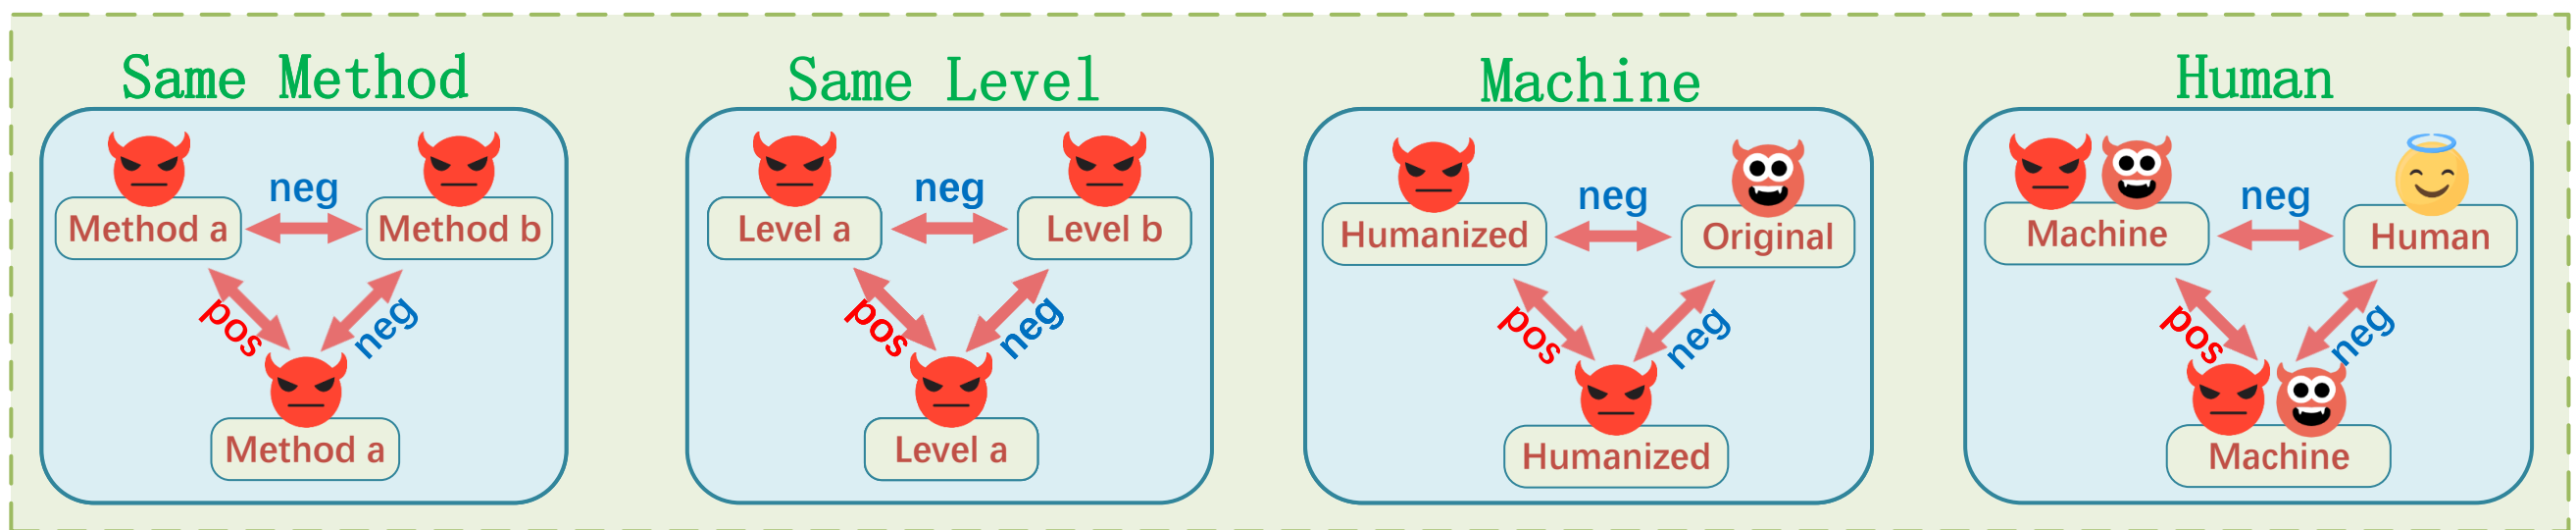 Same Method
neg
Method a
Method b
pos
neg
Method a
Same Level
neg
Level a
Level b
pos
neg
Level a
Machine
neg
Humanized
Original
pos
neg
Humanized
Human
neg
Machine
Human
pos
neg
Machine